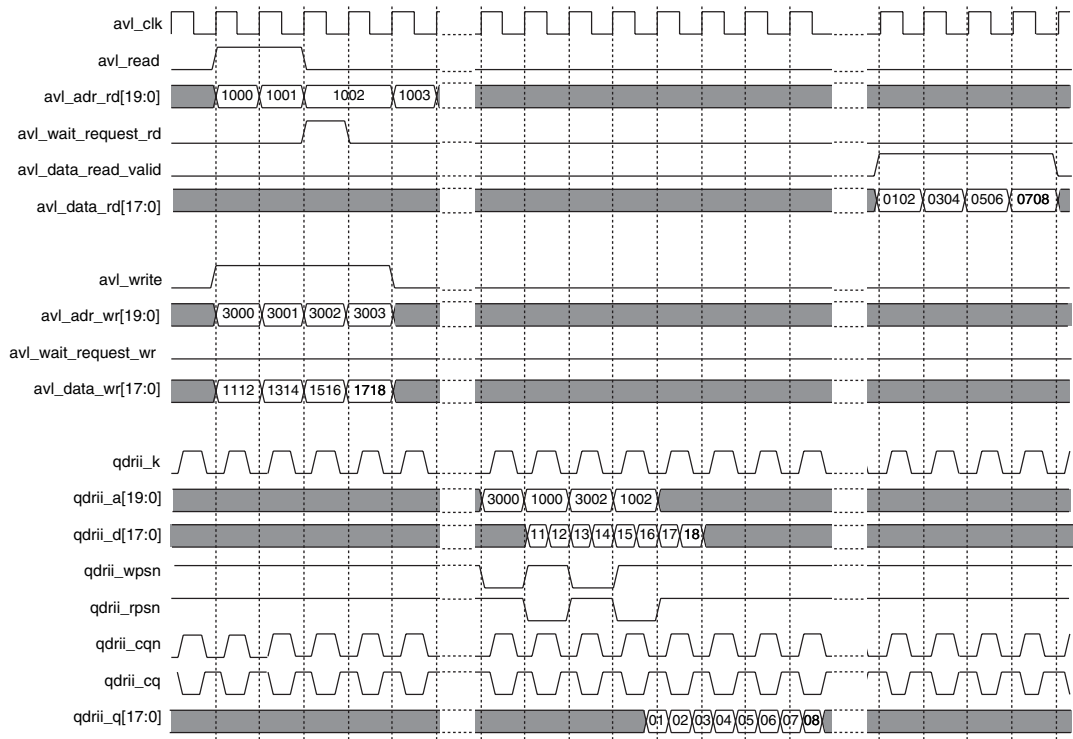 avl_clk
avl_read
avl_adr_rd[19:0] 1000 1001 1002 1003
avl_wait_request_rd
avl_data_read_valid
avl_data_rd[17:0] 0102 0304 0506 0708
avl_write
avl_adr_wr[19:0] 3000 3001 3002 3003
avl_wait_request_wr
avl_data_wr[17:0] 1112 1314 1516 1718
qdrii_k
qdrii_a[19:0] 3000 1000 3002 1002
qdrii_d[17:0] 11 12 13 14 15 16 17 18
qdrii_wpsn
qdrii_rpsn
qdrii_cqn
qdrii_cq
qdrii_q[17:0] 01 02 03 04 05 06 07 08